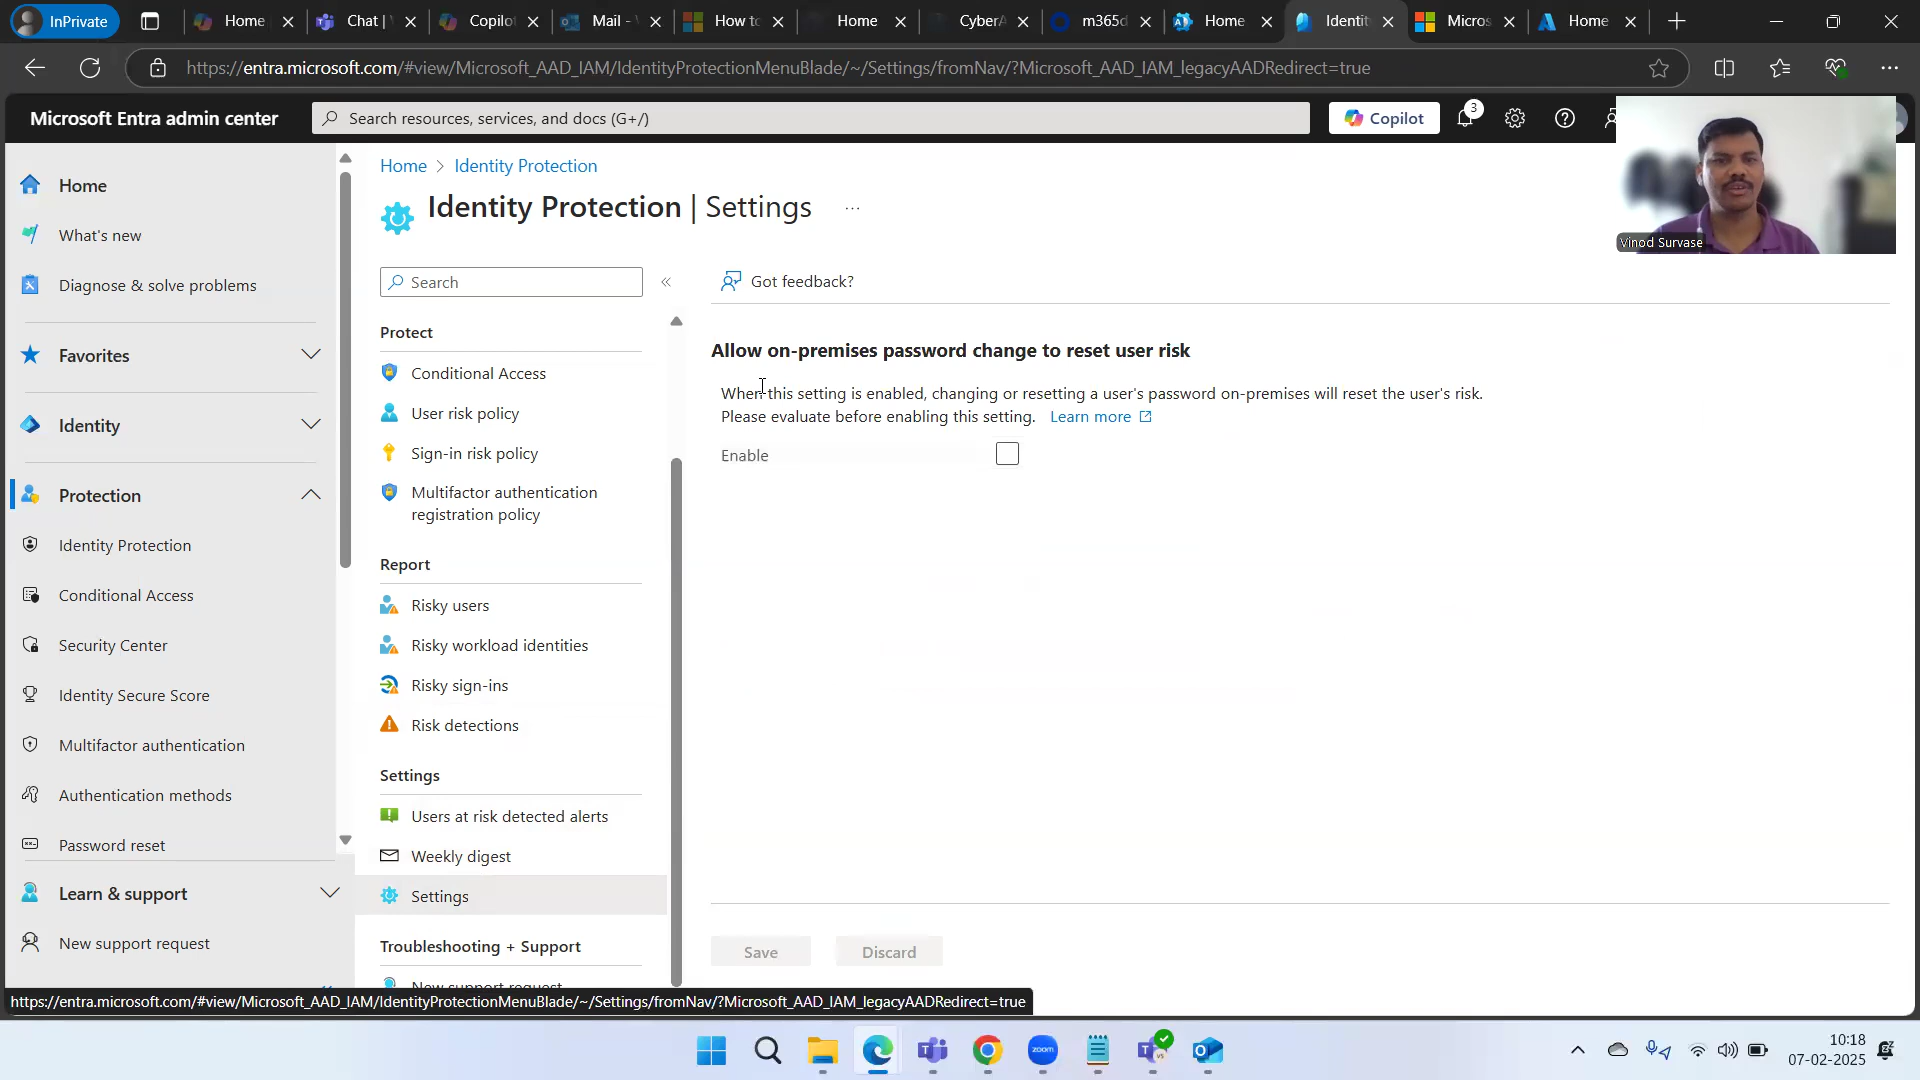 InPrivate
Home
Chat |
Copilot
Mail -
How to
Home
CyberA
m365d
Home
Identit
Micros
Home
https://entra.microsoft.com/#view/Microsoft_AAD_IAM/IdentityProtectionMenuBlade/~/Settings/fromNav/?Microsoft_AAD_IAM_legacyAADRedirect=true
Microsoft Entra admin center
Search resources, services, and docs (G+/)
Copilot
3
Vinod Survase
Home
What's new
Diagnose & solve problems
Favorites
Identity
Protection
Identity Protection
Conditional Access
Security Center
Identity Secure Score
Multifactor authentication
Authentication methods
Password reset
Learn & support
New support request
Home > Identity Protection
Identity Protection | Settings
Search
Protect
Conditional Access
User risk policy
Sign-in risk policy
Multifactor authentication
registration policy
Report
Risky users
Risky workload identities
Risky sign-ins
Risk detections
Settings
Users at risk detected alerts
Weekly digest
Settings
Troubleshooting + Support
New support request
Got feedback?
Allow on-premises password change to reset user risk
When this setting is enabled, changing or resetting a user's password on-premises will reset the user's risk.
Please evaluate before enabling this setting. Learn more
Enable
Save
Discard
https://entra.microsoft.com/#view/Microsoft_AAD_IAM/IdentityProtectionMenuBlade/~/Settings/fromNav/?Microsoft_AAD_IAM_legacyAADRedirect=true
zoom
10:18
07-02-2025